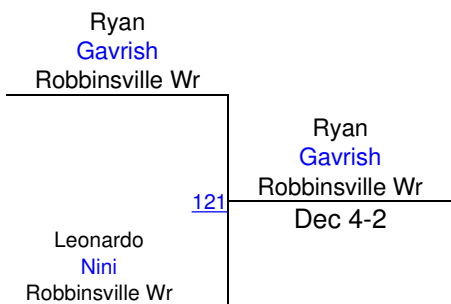 Ryan
Gavrish
Robbinsville Wr
Ryan
Gavrish
Robbinsville Wr
121
Dec 4-2
Leonardo
Nini
Robbinsville Wr